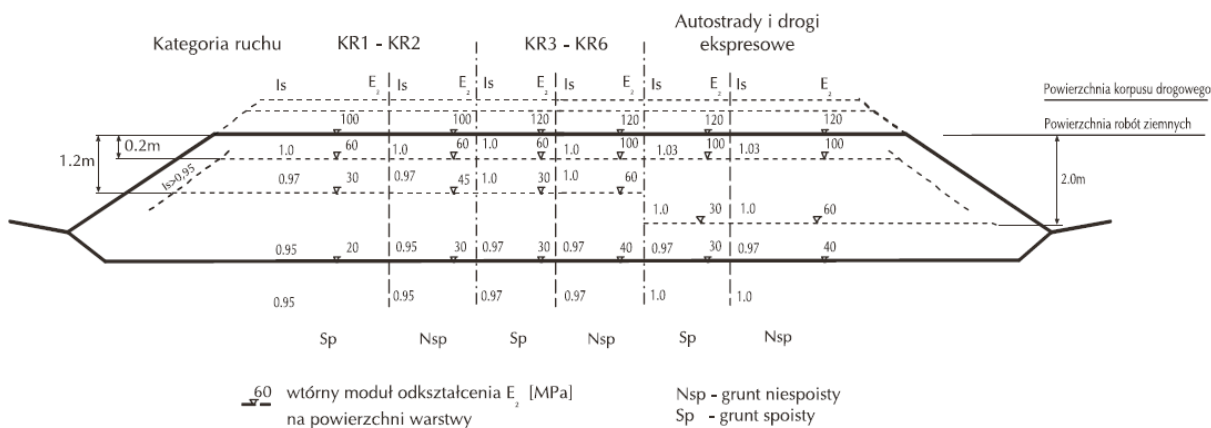 Kategoria ruchu KR1 - KR2 KR3 - KR6 Autostrady i drogi
ekspresowe
Is E₂ Is E₂ Is E₂ Is E₂ Is E₂ Is E₂
Powierzchnia korpusu drogowego
100 100 120 120 120 120
Powierzchnia robót ziemnych
0.2m 1.0 60 1.0 60 1.0 60 1.0 100 1.03 100 1.03 100
1.2m Is>0,95 0.97 30 0.97 45 1.0 30 1.0 60
2.0m
1.0 30 1.0 60
0.95 20 0.95 30 0.97 30 0.97 40 0.97 30 0.97 40
0.95 0.95 0.97 0.97 1.0 1.0
Sp Nsp Sp Nsp Sp Nsp
60 wtórny moduł odkształcenia E₂ [MPa]
na powierzchni warstwy
Nsp - grunt niespoisty
Sp - grunt spoisty